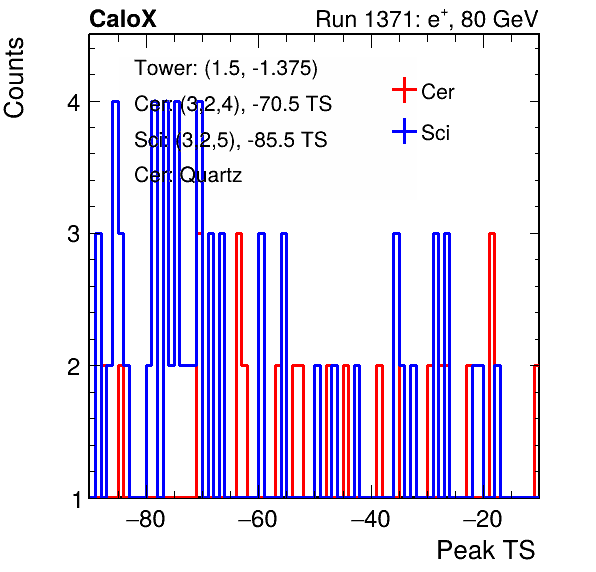 CaloX Run 1371: e+, 80 GeV
Counts
Tower: (1.5, -1.375)
Cer: (3,2,4), -70.5 TS
Sci: (3,2,5), -85.5 TS
Cer: Quartz
Cer
Sci
4
3
2
1
−80 −60 −40 −20
Peak TS